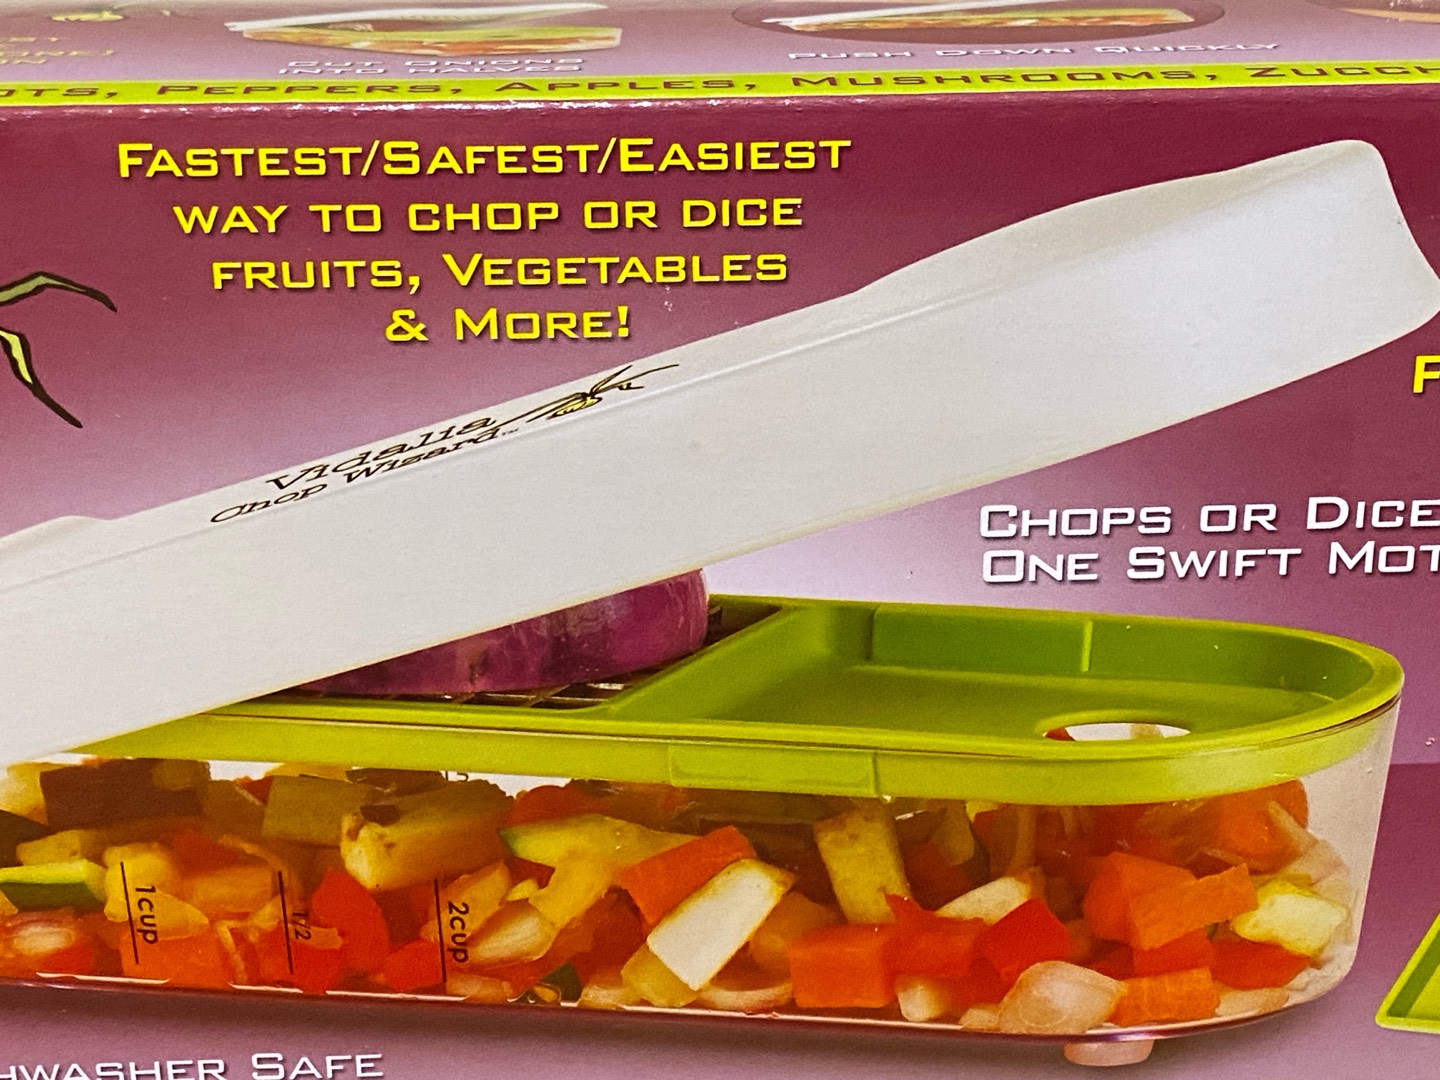 CUT ONIONS
INTO HALVES
PUSH DOWN QUICKLY
PEPPERS, APPLES, MUSHROOMS,
FASTEST/SAFEST/EASIEST
WAY TO CHOP OR DICE
FRUITS, VEGETABLES
& MORE!
Vidalia
Chop Wizard™
CHOPS OR DICE
ONE SWIFT MOT
1cup
1/2
2cup
HWASHER SAFE